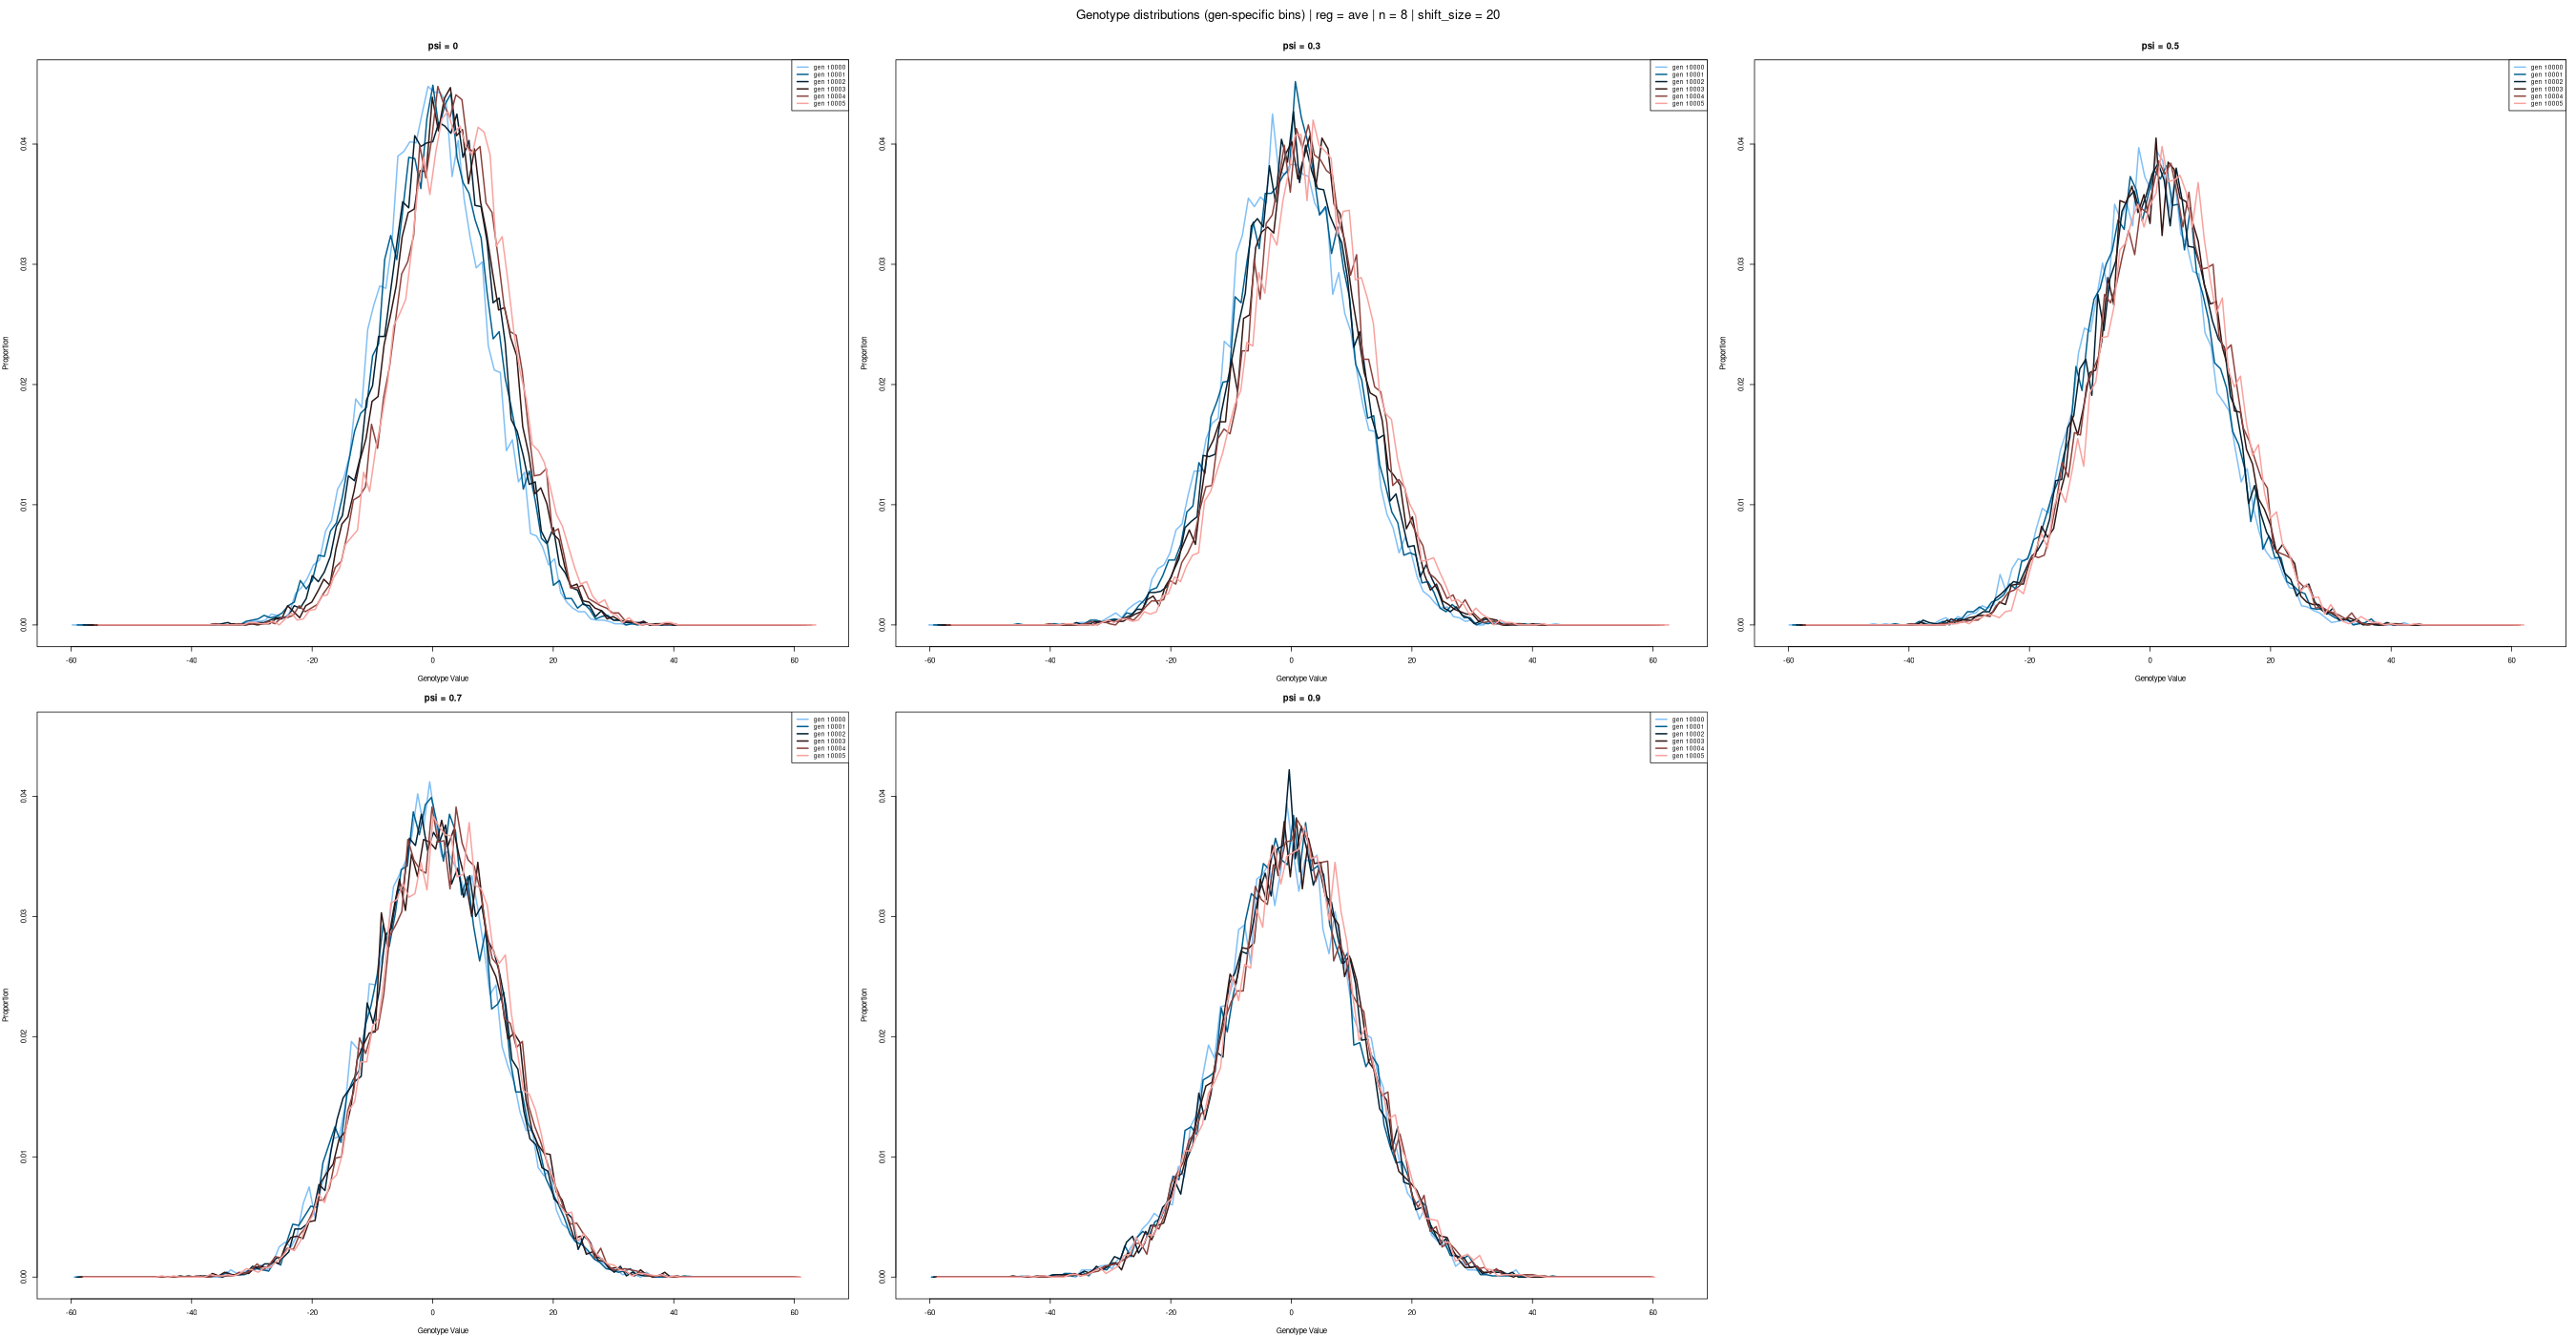 Genotype distributions (gen-specific bins) | reg = ave | n = 8 | shift_size = 20
psi = 0
gen 10000
gen 10001
gen 10002
gen 10003
gen 10004
gen 10005
Proportion
0.04
0.03
0.02
0.01
0.00
-60 -40 -20 0 20 40 60
Genotype Value
psi = 0.3
gen 10000
gen 10001
gen 10002
gen 10003
gen 10004
gen 10005
Proportion
0.04
0.03
0.02
0.01
0.00
-60 -40 -20 0 20 40 60
Genotype Value
psi = 0.5
gen 10000
gen 10001
gen 10002
gen 10003
gen 10004
gen 10005
Proportion
0.04
0.03
0.02
0.01
0.00
-60 -40 -20 0 20 40 60
Genotype Value
psi = 0.7
gen 10000
gen 10001
gen 10002
gen 10003
gen 10004
gen 10005
Proportion
0.04
0.03
0.02
0.01
0.00
-60 -40 -20 0 20 40 60
Genotype Value
psi = 0.9
gen 10000
gen 10001
gen 10002
gen 10003
gen 10004
gen 10005
Proportion
0.04
0.03
0.02
0.01
0.00
-60 -40 -20 0 20 40 60
Genotype Value